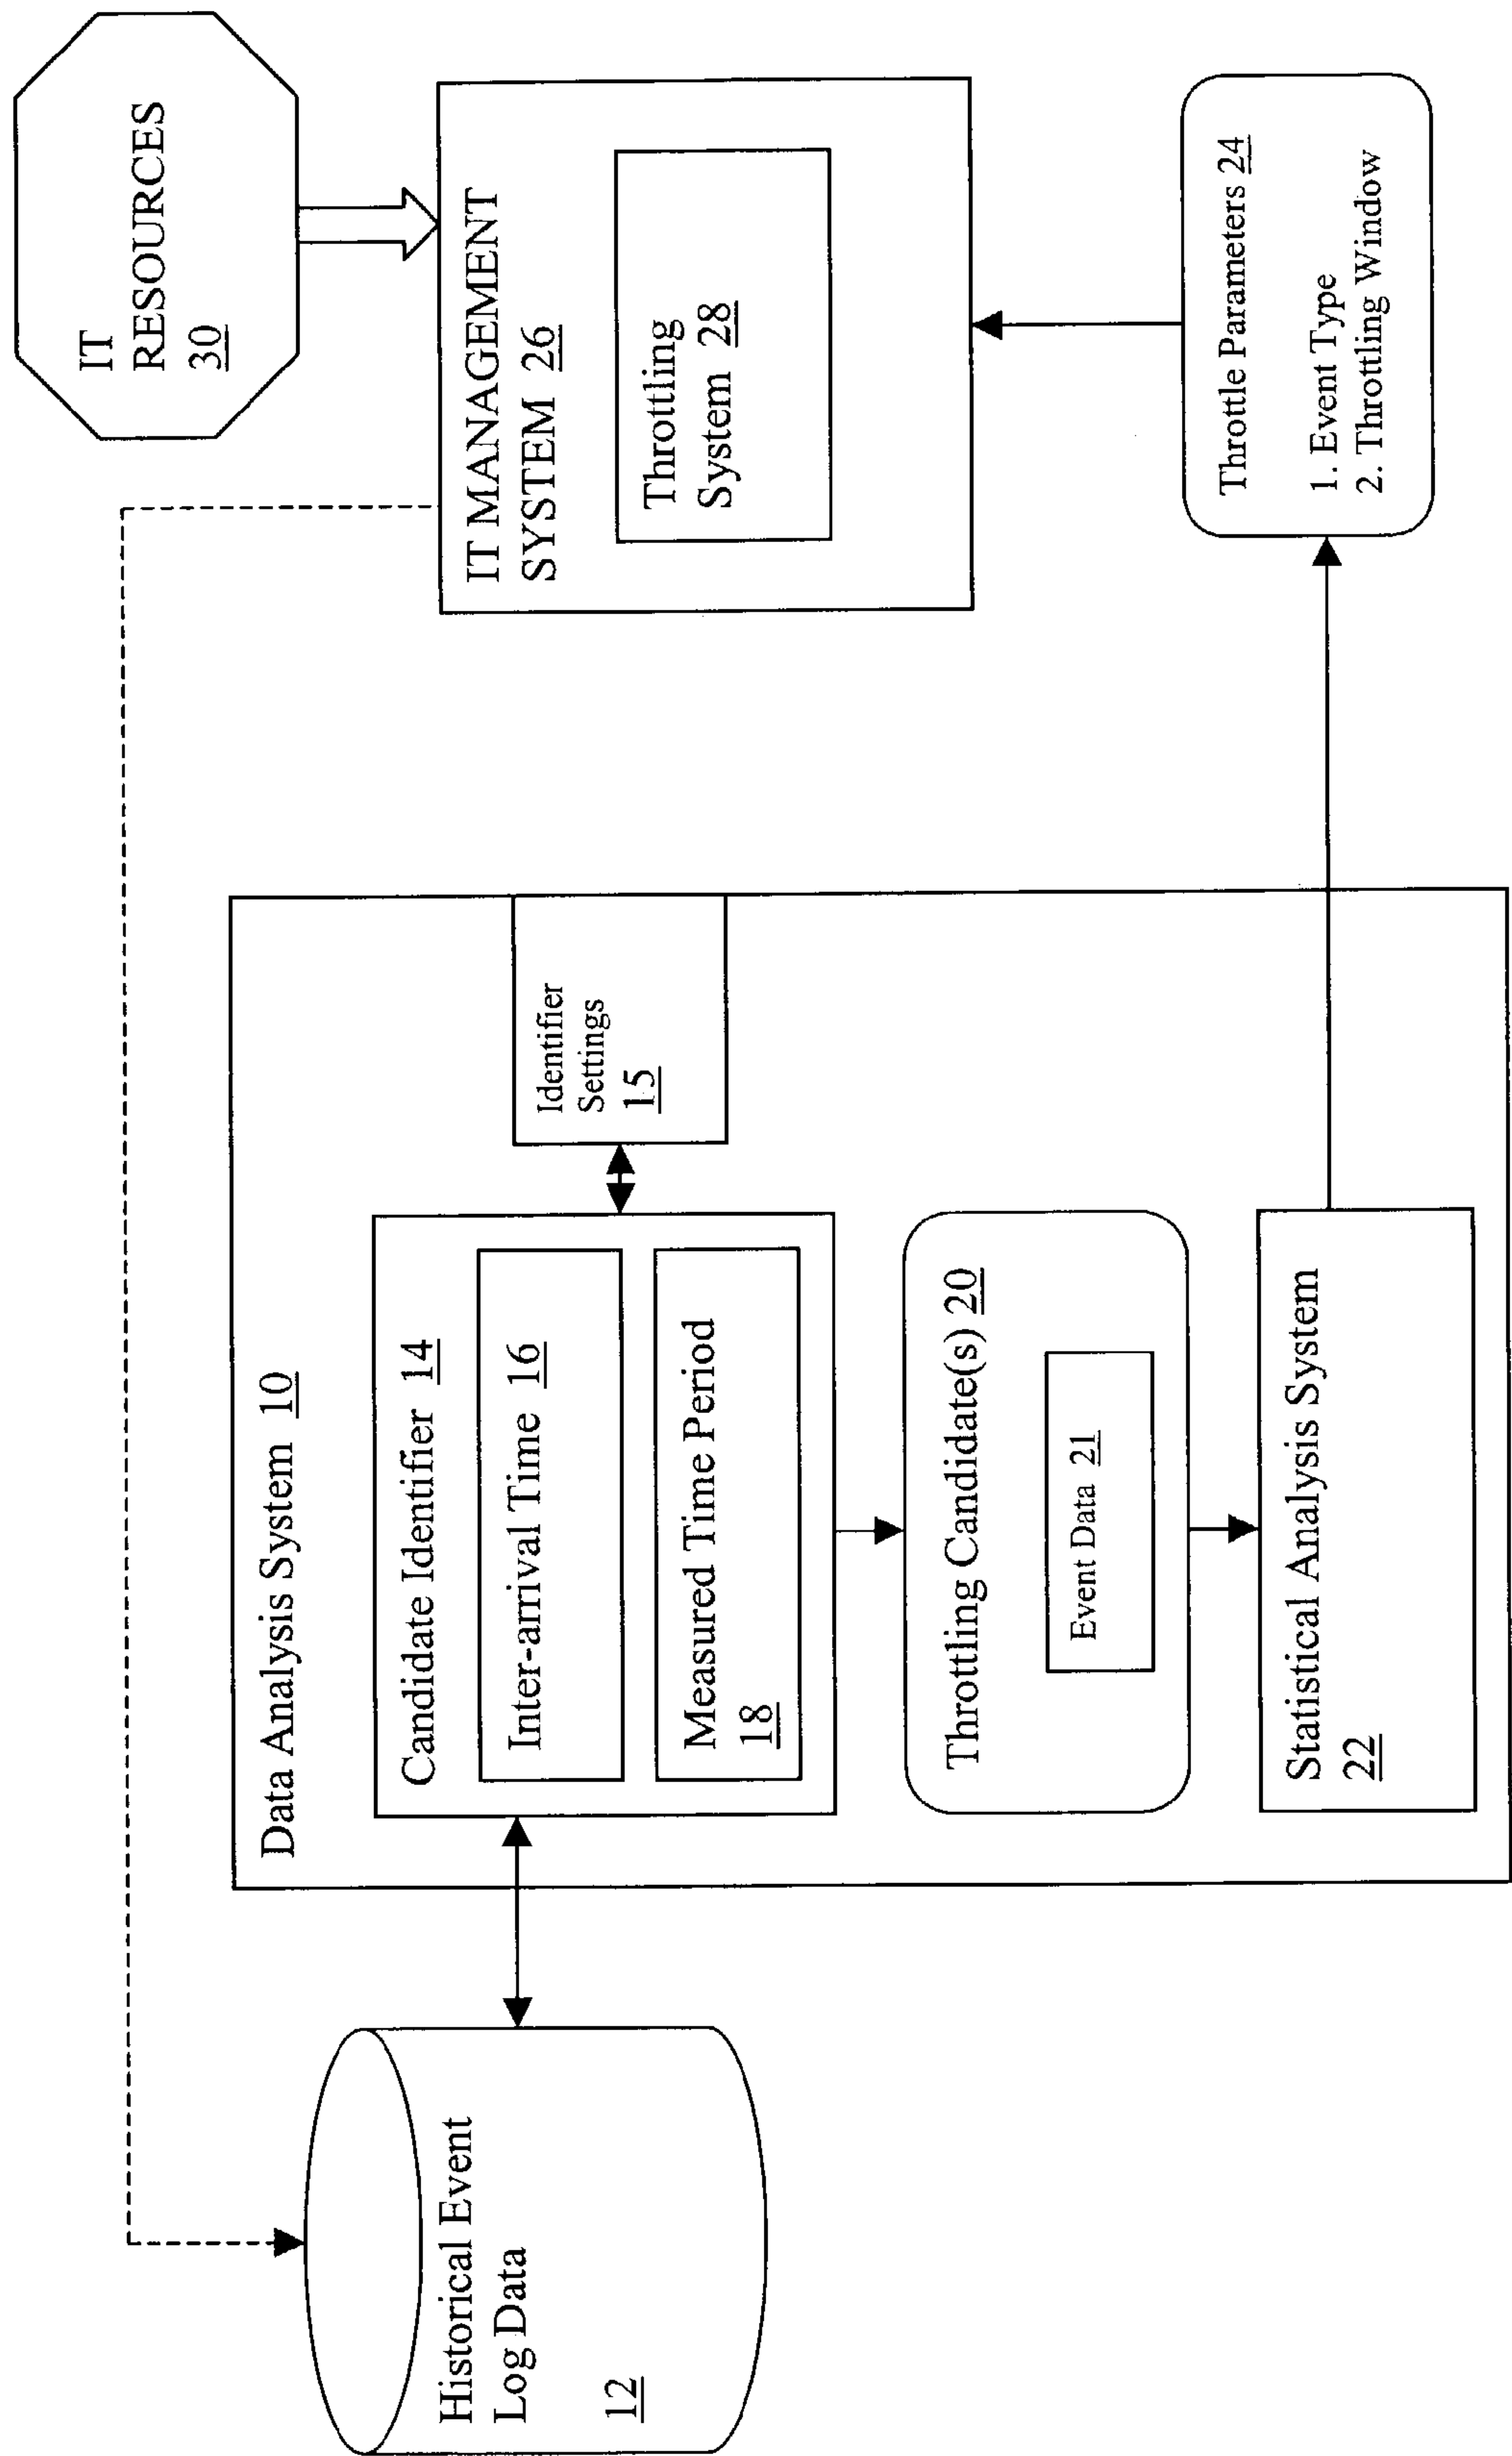 Historical Event
Log Data
12
Data Analysis System 10
Candidate Identifier 14
Inter-arrival Time 16
Measured Time Period
18
Identifier
Settings
15
Throttling Candidate(s) 20
Event Data 21
Statistical Analysis System
22
IT
RESOURCES
30
IT MANAGEMENT
SYSTEM 26
Throttling
System 28
Throttle Parameters 24
1. Event Type
2. Throttling Window